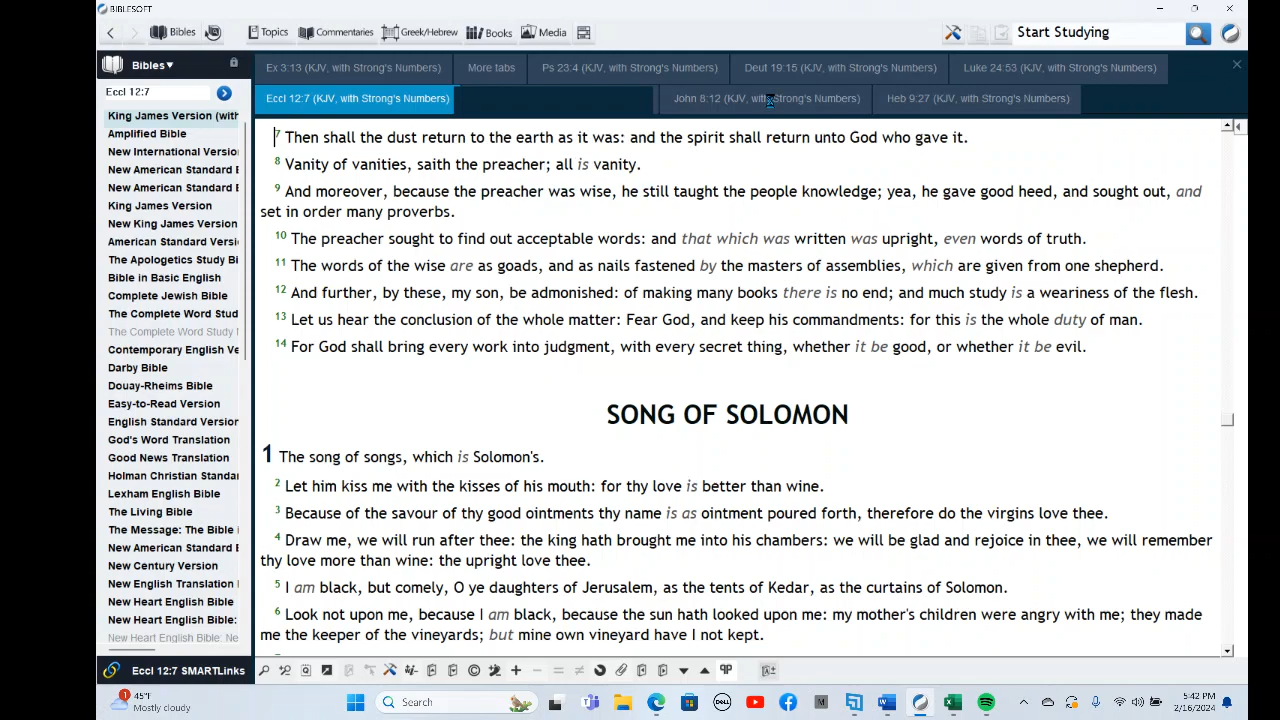 BIBLESOFT
Bibles Topics Commentaries Greek/Hebrew Books Media Start Studying
Bibles▾
Ex 3:13 (KJV, with Strong's Numbers) More tabs Ps 23:4 (KJV, with Strong's Numbers) Deut 19:15 (KJV, with Strong's Numbers) Luke 24:53 (KJV, with Strong's Numbers)
Eccl 12:7
Eccl 12:7 (KJV, with Strong's Numbers) John 8:12 (KJV, with Strong's Numbers) Heb 9:27 (KJV, with Strong's Numbers)
King James Version (with
Amplified Bible
New International Versio
New American Standard E
New American Standard E
King James Version
New King James Version
American Standard Versi
The Apologetics Study Bi
Bible in Basic English
Complete Jewish Bible
The Complete Word Stud
The Complete Word Study N
Contemporary English Ve
Darby Bible
Douay-Rheims Bible
Easy-to-Read Version
English Standard Version
God's Word Translation
Good News Translation
Holman Christian Standar
Lexham English Bible
The Living Bible
The Message: The Bible i
New American Standard E
New Century Version
New English Translation
New Heart English Bible
New Heart English Bible:
New Heart English Bible: Ne
Eccl 12:7 SMARTLinks
7 Then shall the dust return to the earth as it was: and the spirit shall return unto God who gave it.
8 Vanity of vanities, saith the preacher; all is vanity.
9 And moreover, because the preacher was wise, he still taught the people knowledge; yea, he gave good heed, and sought out, and
set in order many proverbs.
10 The preacher sought to find out acceptable words: and that which was written was upright, even words of truth.
11 The words of the wise are as goads, and as nails fastened by the masters of assemblies, which are given from one shepherd.
12 And further, by these, my son, be admonished: of making many books there is no end; and much study is a weariness of the flesh.
13 Let us hear the conclusion of the whole matter: Fear God, and keep his commandments: for this is the whole duty of man.
14 For God shall bring every work into judgment, with every secret thing, whether it be good, or whether it be evil.
SONG OF SOLOMON
1 The song of songs, which is Solomon's.
2 Let him kiss me with the kisses of his mouth: for thy love is better than wine.
3 Because of the savour of thy good ointments thy name is as ointment poured forth, therefore do the virgins love thee.
4 Draw me, we will run after thee: the king hath brought me into his chambers: we will be glad and rejoice in thee, we will remember
thy love more than wine: the upright love thee.
5 I am black, but comely, O ye daughters of Jerusalem, as the tents of Kedar, as the curtains of Solomon.
6 Look not upon me, because I am black, because the sun hath looked upon me: my mother's children were angry with me; they made
me the keeper of the vineyards; but mine own vineyard have I not kept.
1 45°F
Mostly cloudy
Search
DELL
M
5:42 PM
2/16/2024